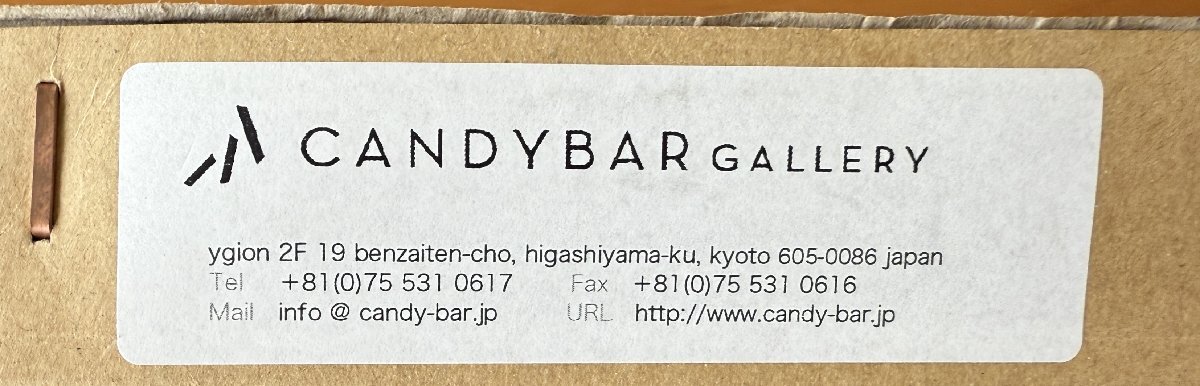 CANDYBAR GALLERY
ygion 2F 19 benzaiten-cho, higashiyama-ku, kyoto 605-0086 japan
Tel +81(0)75 531 0617 Fax +81(0)75 531 0616
Mail info @ candy-bar.jp URL http://www.candy-bar.jp